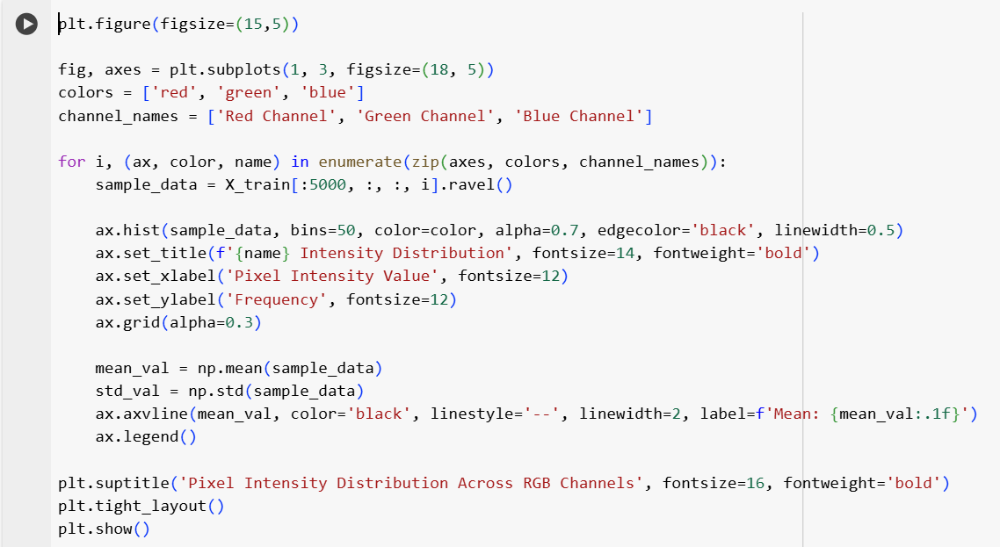 plt.figure(figsize=(15,5))
fig, axes = plt.subplots(1, 3, figsize=(18, 5))
colors = ['red', 'green', 'blue']
channel_names = ['Red Channel', 'Green Channel', 'Blue Channel']
for i, (ax, color, name) in enumerate(zip(axes, colors, channel_names)):
    sample_data = X_train[:5000, :, :, i].ravel()
    ax.hist(sample_data, bins=50, color=color, alpha=0.7, edgecolor='black', linewidth=0.5)
    ax.set_title(f'{name} Intensity Distribution', fontsize=14, fontweight='bold')
    ax.set_xlabel('Pixel Intensity Value', fontsize=12)
    ax.set_ylabel('Frequency', fontsize=12)
    ax.grid(alpha=0.3)
    mean_val = np.mean(sample_data)
    std_val = np.std(sample_data)
    ax.axvline(mean_val, color='black', linestyle='--', linewidth=2, label=f'Mean: {mean_val:.1f}')
    ax.legend()
plt.suptitle('Pixel Intensity Distribution Across RGB Channels', fontsize=16, fontweight='bold')
plt.tight_layout()
plt.show()